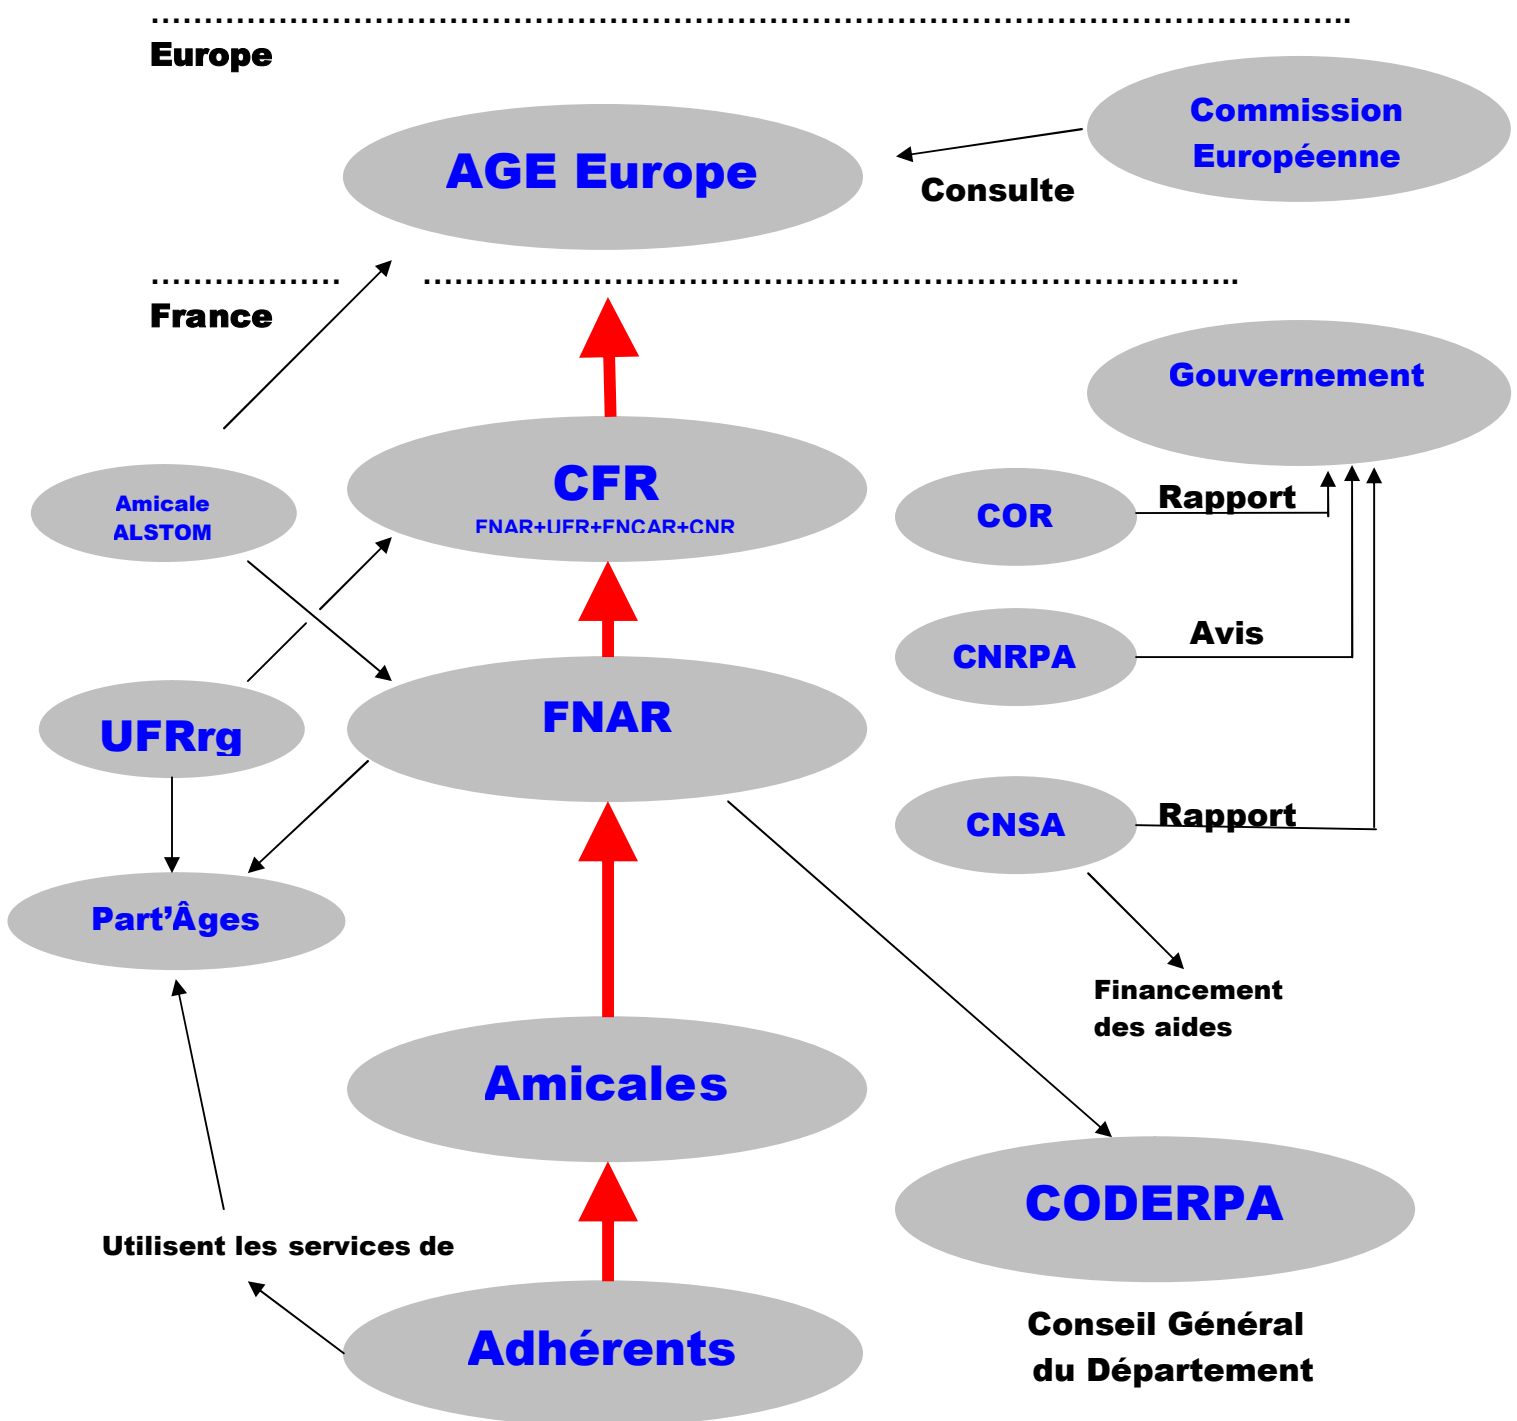 Europe
Commission
Européenne
AGE Europe
Consulte
France
Gouvernement
CFR
FNAR+UFR+FNCAR+CNR
Amicale
ALSTOM
COR
Rapport
CNRPA
Avis
UFRrg
FNAR
CNSA
Rapport
Part’Âges
Financement
des aides
Amicales
CODERPA
Utilisent les services de
Adhérents
Conseil Général
du Département